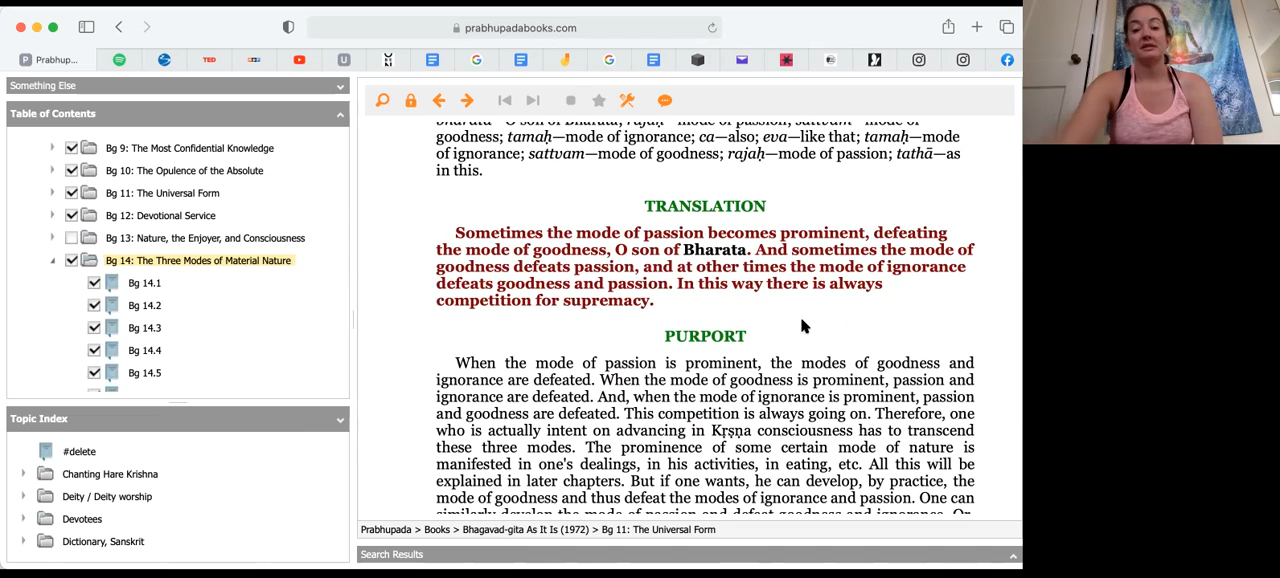 prabhupadabooks.com
P Prabhup...
TED
U
Something Else
Table of Contents
Bg 9: The Most Confidential Knowledge
Bg 10: The Opulence of the Absolute
Bg 11: The Universal Form
Bg 12: Devotional Service
Bg 13: Nature, the Enjoyer, and Consciousness
Bg 14: The Three Modes of Material Nature
Bg 14.1
Bg 14.2
Bg 14.3
Bg 14.4
Bg 14.5
Topic Index
#delete
Chanting Hare Krishna
Deity / Deity worship
Devotees
Dictionary, Sanskrit
goodness; tamaḥ—mode of ignorance; ca—also; eva—like that; tamaḥ—mode
of ignorance; sattvam—mode of goodness; rajaḥ—mode of passion; tathā—as
in this.
TRANSLATION
Sometimes the mode of passion becomes prominent, defeating
the mode of goodness, O son of Bharata. And sometimes the mode of
goodness defeats passion, and at other times the mode of ignorance
defeats goodness and passion. In this way there is always
competition for supremacy.
PURPORT
When the mode of passion is prominent, the modes of goodness and
ignorance are defeated. When the mode of goodness is prominent, passion and
ignorance are defeated. And, when the mode of ignorance is prominent, passion
and goodness are defeated. This competition is always going on. Therefore, one
who is actually intent on advancing in Kṛṣṇa consciousness has to transcend
these three modes. The prominence of some certain mode of nature is
manifested in one's dealings, in his activities, in eating, etc. All this will be
explained in later chapters. But if one wants, he can develop, by practice, the
mode of goodness and thus defeat the modes of ignorance and passion. One can
Prabhupada > Books > Bhagavad-gita As It Is (1972) > Bg 11: The Universal Form
Search Results